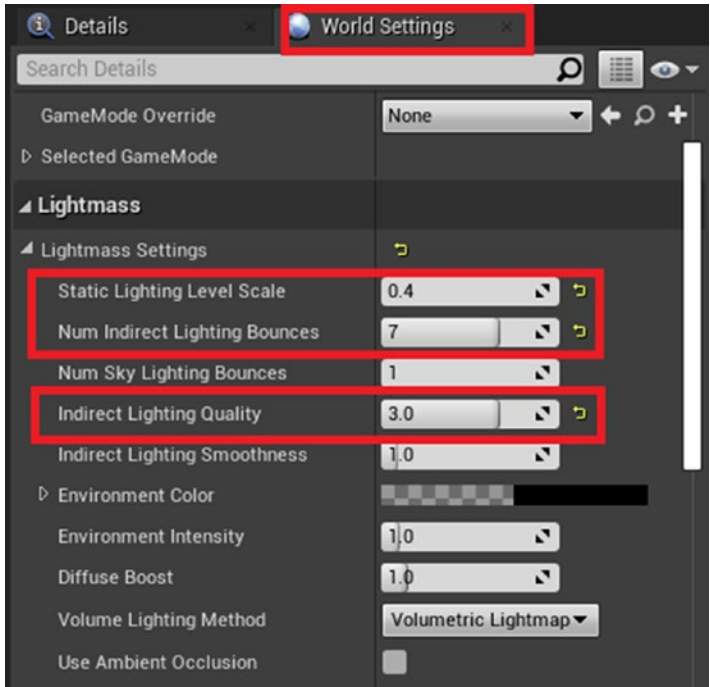 Details
World Settings
Search Details
GameMode Override None
Selected GameMode
Lightmass
Lightmass Settings
Static Lighting Level Scale 0.4
Num Indirect Lighting Bounces 7
Num Sky Lighting Bounces 1
Indirect Lighting Quality 3.0
Indirect Lighting Smoothness 1.0
Environment Color
Environment Intensity 1.0
Diffuse Boost 1.0
Volume Lighting Method Volumetric Lightmap
Use Ambient Occlusion